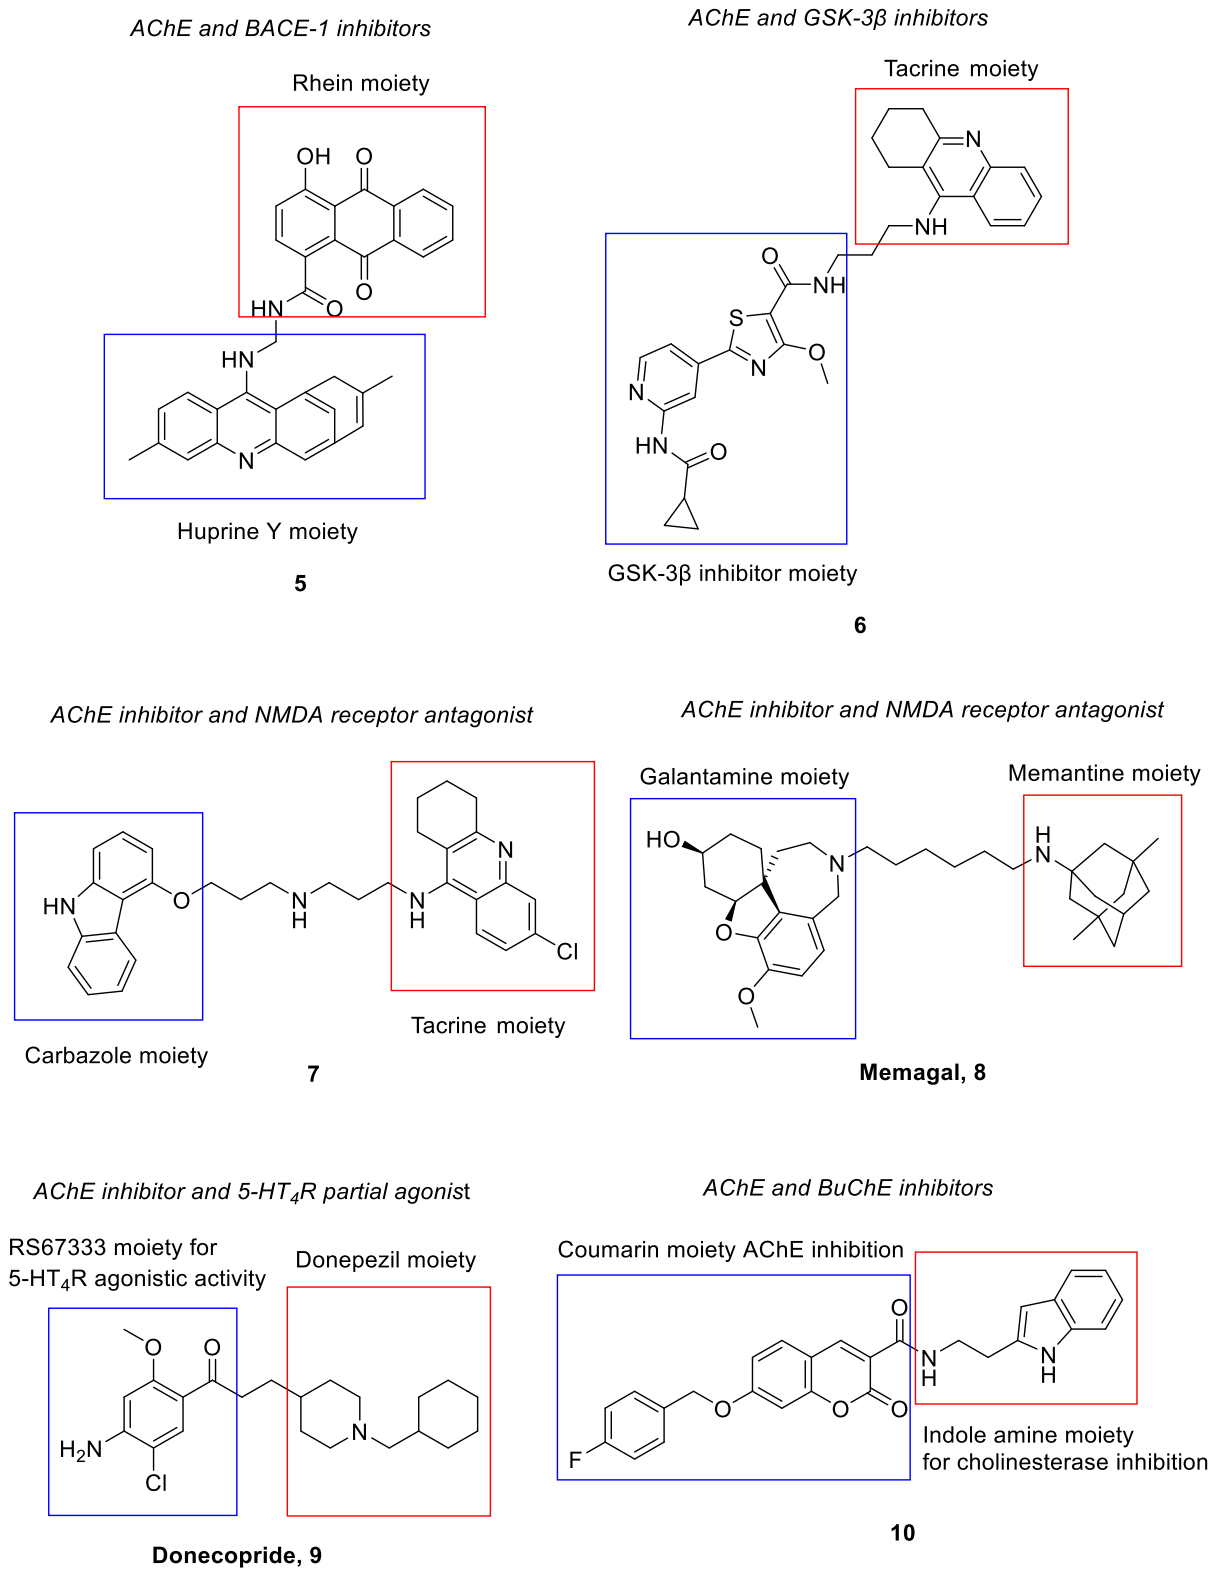 AChE and BACE-1 inhibitors
Rhein moiety
OH
O
O
HN
O
HN
N
Huprine Y moiety
5
AChE and GSK-3β inhibitors
Tacrine moiety
N
NH
O
NH
S
O
N
N
HN
O
GSK-3β inhibitor moiety
6
AChE inhibitor and NMDA receptor antagonist
HN
O
N
H
NH
N
Cl
Carbazole moiety
Tacrine moiety
7
AChE inhibitor and NMDA receptor antagonist
Galantamine moiety
Memantine moiety
HO
N
H
N
O
O
Memagal, 8
AChE inhibitor and 5-HT4R partial agonist
RS67333 moiety for
5-HT4R agonistic activity
Donepezil moiety
O
O
N
H2N
Cl
Donecopride, 9
AChE and BuChE inhibitors
Coumarin moiety AChE inhibition
O
N
H
N
H
O
O
O
F
Indole amine moiety
for cholinesterase inhibition
10